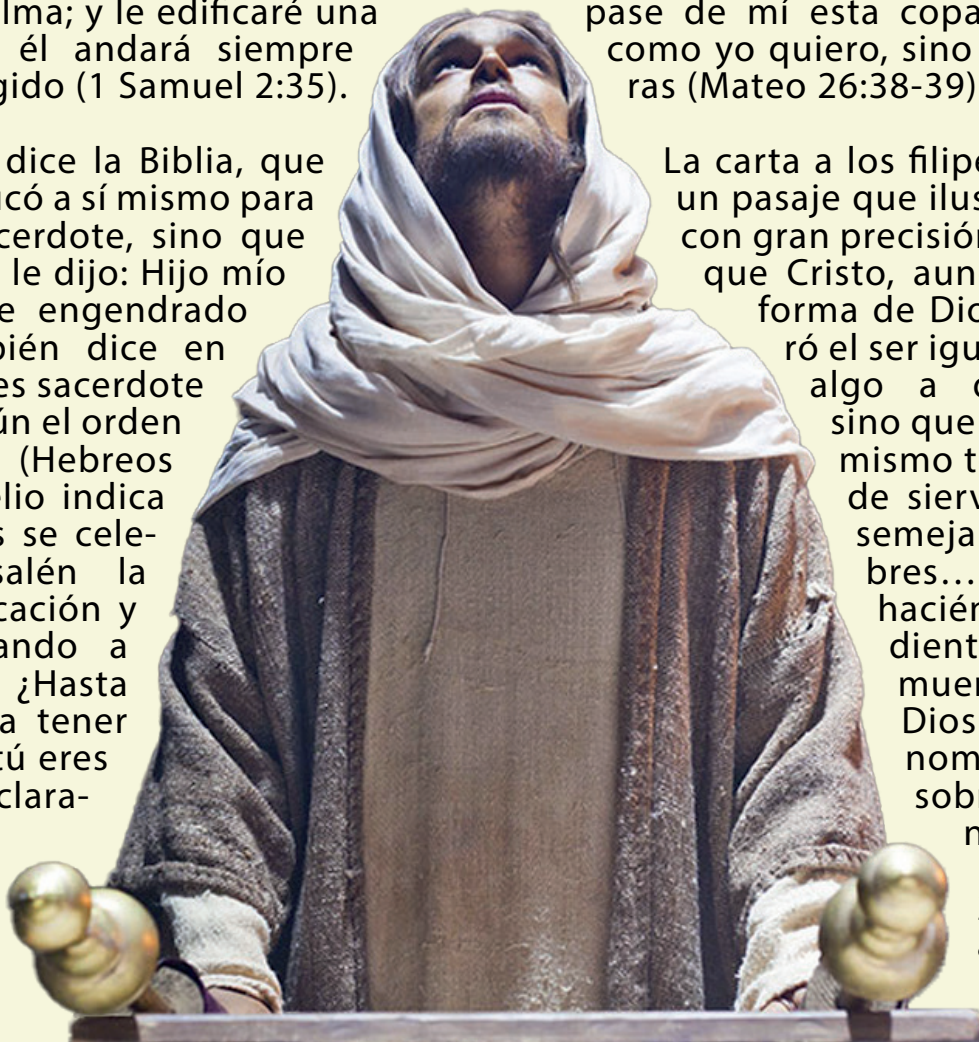 lma; y le edificaré una
él andará siempre
gido (1 Samuel 2:35).
dice la Biblia, que
có a sí mismo para
cerdote, sino que
le dijo: Hijo mío
e engendrado
bién dice en
es sacerdote
ún el orden
(Hebreos
elio indica
s se cele-
salén la
cación y
ando a
¿Hasta
a tener
tú eres
clara-
pase de mí esta copa
como yo quiero, sino
ras (Mateo 26:38-39)
La carta a los filip
un pasaje que ilus
con gran precisión
que Cristo, aun
forma de Dio
ró el ser igu
algo a
sino que
mismo t
de sierv
semeja
bres…
hacién
dient
muer
Dios
nom
sob